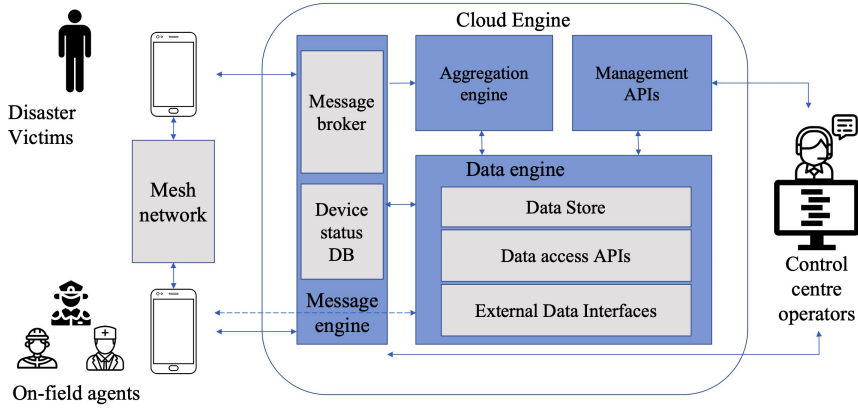 Cloud Engine
Disaster
Victims
Mesh
network
On-field agents
Message
broker
Device
status
DB
Message
engine
Aggregation
engine
Management
APIs
Data engine
Data Store
Data access APIs
External Data Interfaces
Control
centre
operators